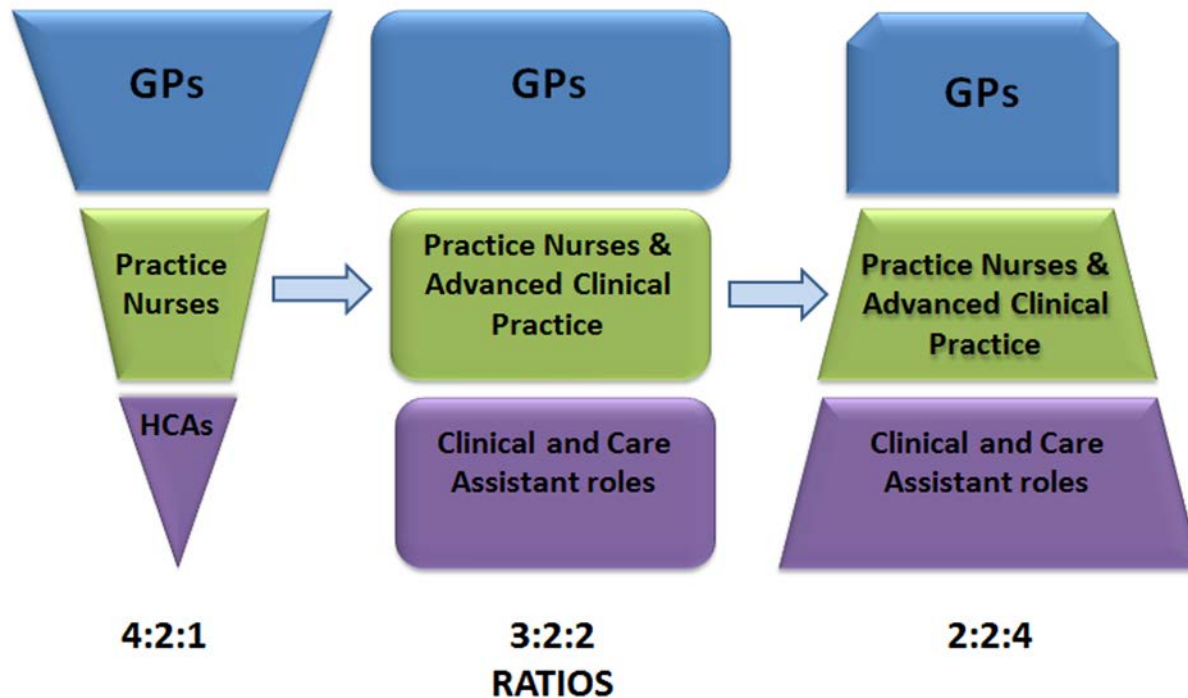 GPs
Practice
Nurses
HCAs
4:2:1
GPs
Practice Nurses &
Advanced Clinical
Practice
Clinical and Care
Assistant roles
3:2:2
RATIOS
GPs
Practice Nurses &
Advanced Clinical
Practice
Clinical and Care
Assistant roles
2:2:4